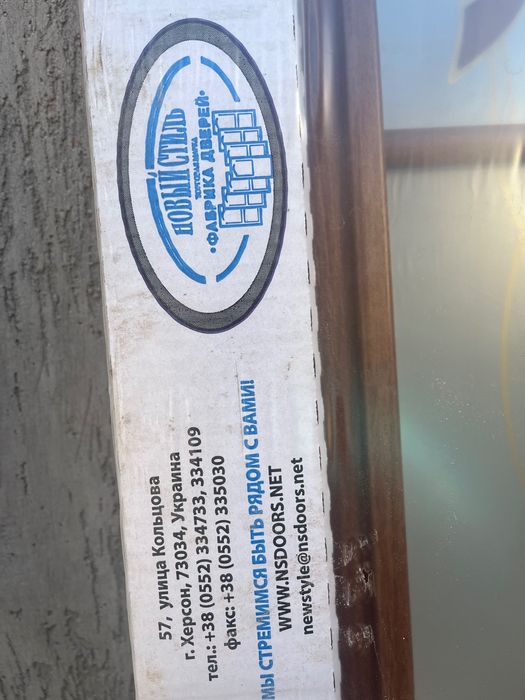 НОВЫЙ СТИЛЬ
•ФАБРИКА ДВЕРЕЙ•
57, улица Кольцова
г. Херсон, 73034, Украина
тел.: +38 (0552) 334733, 334109
факс: +38 (0552) 335030
МЫ СТРЕМИМСЯ БЫТЬ РЯДОМ С ВАМИ!
WWW.NSDOORS.NET
newstyle@nsdoors.net